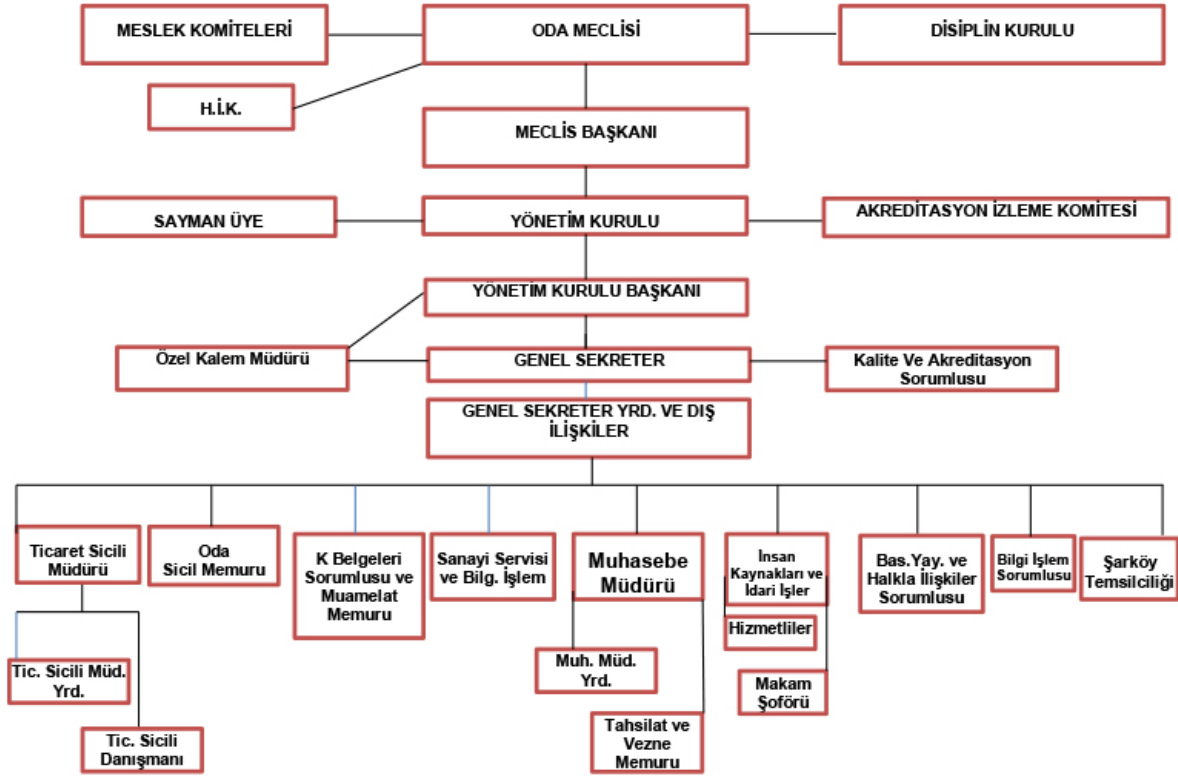 MESLEK KOMİTELERİ
ODA MECLİSİ
DİSİPLİN KURULU
H.İ.K.
MECLİS BAŞKANI
SAYMAN ÜYE
YÖNETİM KURULU
AKREDİTASYON İZLEME KOMİTESİ
YÖNETİM KURULU BAŞKANI
Özel Kalem Müdürü
GENEL SEKRETER
Kalite Ve Akreditasyon
Sorumlusu
GENEL SEKRETER YRD. VE DIŞ
İLİŞKİLER
Ticaret Sicili
Müdürü
Oda
Sicil Memuru
K Belgeleri
Sorumlusu ve
Muamelat
Memuru
Sanayi Servisi
ve Bilg. İşlem
Muhasebe
Müdürü
İnsan
Kaynakları ve
İdari İşler
Bas.Yay. ve
Halkla İlişkiler
Sorumlusu
Bilgi İşlem
Sorumlusu
Şarköy
Temsilciliği
Tic. Sicili Müd.
Yrd.
Tic. Sicili
Danışmanı
Muh. Müd.
Yrd.
Tahsilat ve
Vezne
Memuru
Hizmetliler
Makam
Şoförü